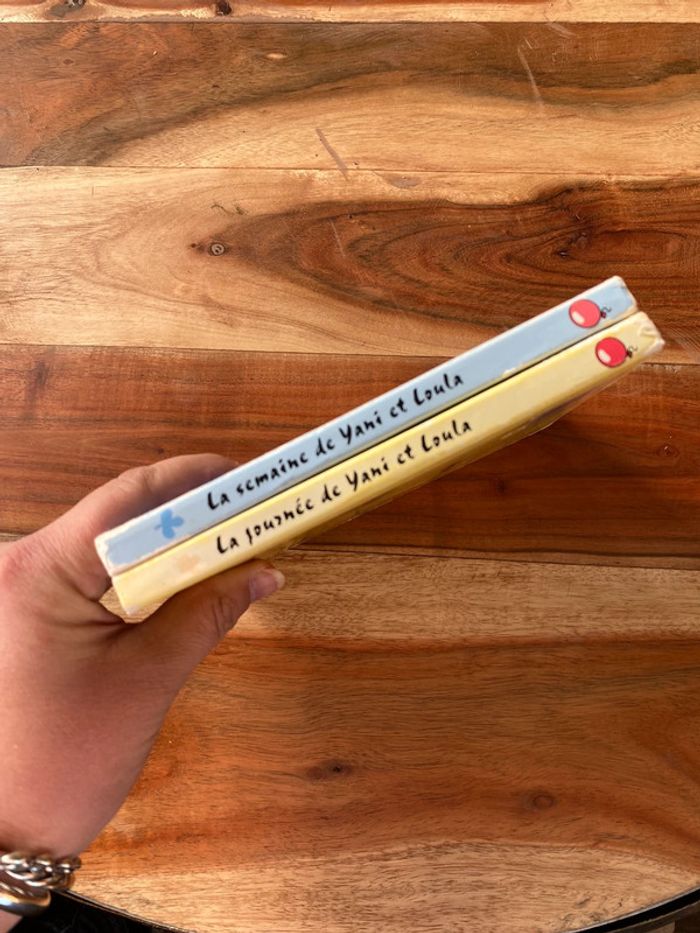 La semaine de Yani et Loula
La journée de Yani et Loula